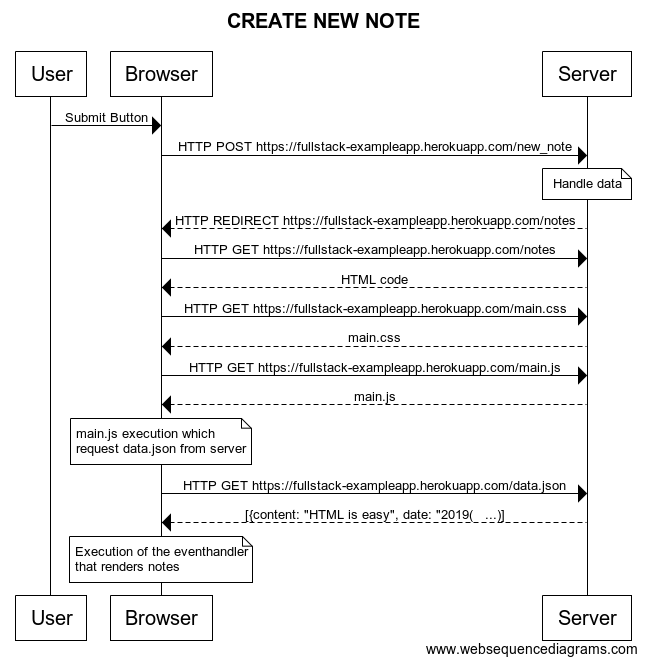 CREATE NEW NOTE
User
Browser
Server
Submit Button
HTTP POST https://fullstack-exampleapp.herokuapp.com/new_note
Handle data
HTTP REDIRECT https://fullstack-exampleapp.herokuapp.com/notes
HTTP GET https://fullstack-exampleapp.herokuapp.com/notes
HTML code
HTTP GET https://fullstack-exampleapp.herokuapp.com/main.css
main.css
HTTP GET https://fullstack-exampleapp.herokuapp.com/main.js
main.js
main.js execution which
request data.json from server
HTTP GET https://fullstack-exampleapp.herokuapp.com/data.json
[{content: "HTML is easy", date: "2019( ...)]
Execution of the eventhandler
that renders notes
User
Browser
Server
www.websequencediagrams.com